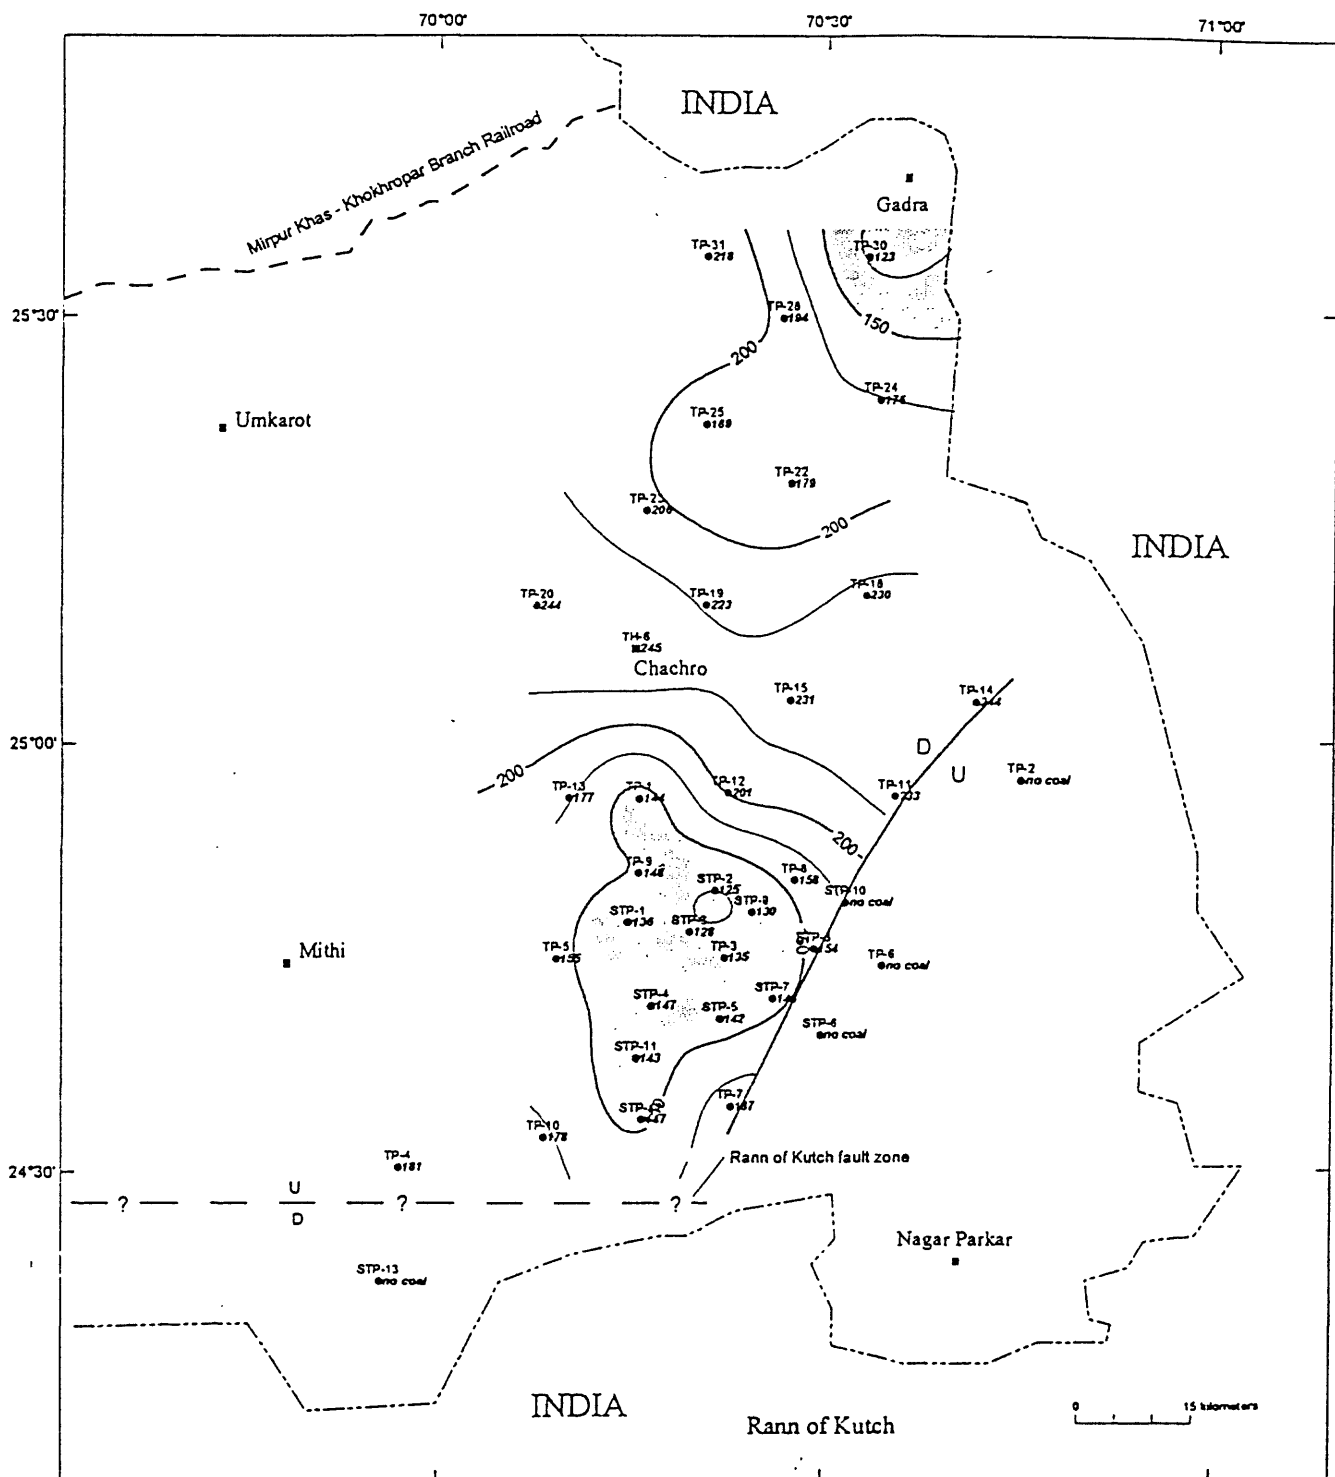 70°00'
70°30'
71°00'
INDIA
Mirpur Khas - Khokhropar Branch Railroad
Gadra
TP-31
218
TP-30
123
25°30'
TP-28
194
150
200
TP-24
Umkarot
TP-25
189
TP-22
179
TP-23
206
200
INDIA
TP-20
244
TP-19
223
TP-18
230
TH-6
245
Chachro
TP-15
231
TP-14
244
25°00'
D
U
TP-2
no coal
200
TP-13
177
TP-1
144
TP-12
201
TP-11
233
200
TP-9
148
STP-2
125
TP-8
158
STP-10
no coal
STP-1
136
STP-9
130
128
Mithi
TP-5
155
TP-3
135
154
TP-6
no coal
STP-4
147
STP-5
142
STP-7
STP-6
no coal
STP-11
143
TP-7
187
147
TP-10
178
TP-4
181
24°30'
Rann of Kutch fault zone
U
? ? ?
D
Nagar Parkar
STP-13
no coal
INDIA
Rann of Kutch
0 15 kilometers